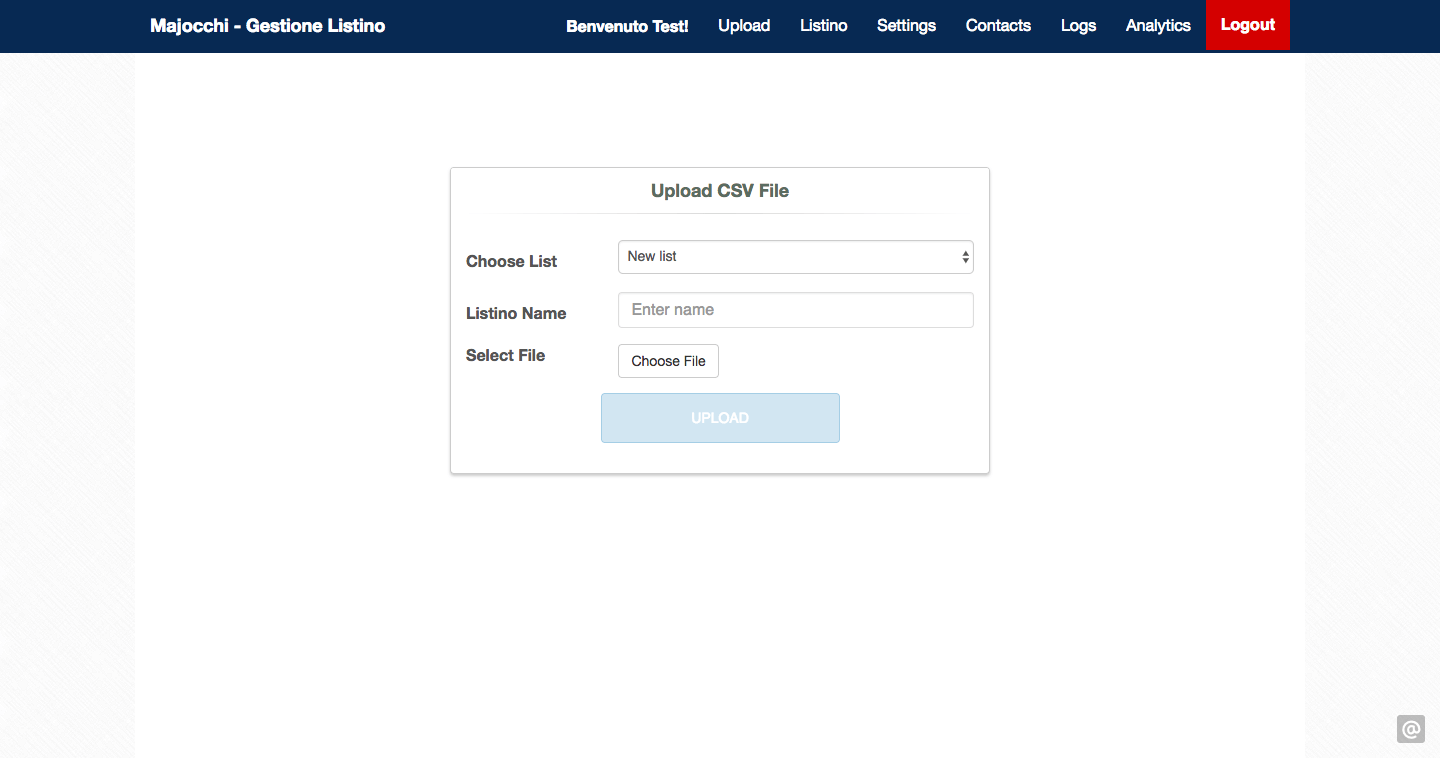 Majocchi - Gestione Listino
Benvenuto Test! Upload Listino Settings Contacts Logs Analytics Logout
Upload CSV File
Choose List New list
Listino Name Enter name
Select File Choose File
UPLOAD
@